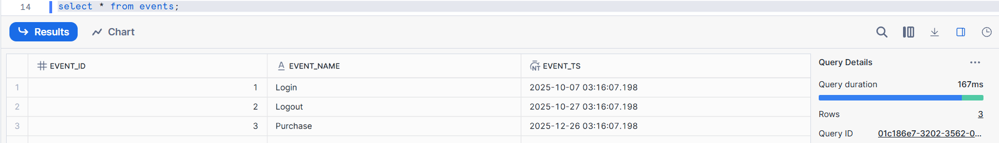 14 select * from events;
Results Chart
EVENT_ID EVENT_NAME NT EVENT_TS
1 1 Login 2025-10-07 03:16:07.198
2 2 Logout 2025-10-27 03:16:07.198
3 3 Purchase 2025-12-26 03:16:07.198
Query Details ...
Query duration 167ms
Rows 3
Query ID 01c186e7-3202-3562-0...